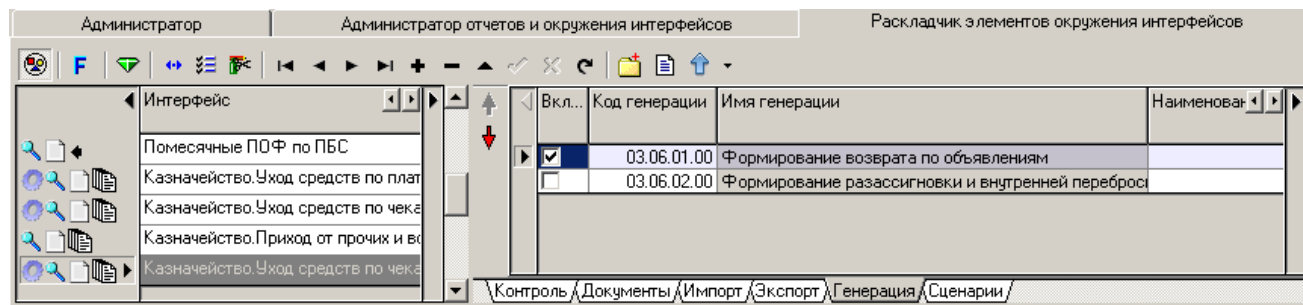 Администратор Администратор отчетов и окружения интерфейсов Раскладчик элементов окружения интерфейсов
F
Интерфейс
Помесячные ПОФ по ПБС
Казначейство.Уход средств по плат
Казначейство.Уход средств по чека
Казначейство.Приход от прочих и во
Казначейство.Уход средств по чека
Вкл... Код генерации Имя генерации Наименован
03.06.01.00 Формирование возврата по объявлениям
03.06.02.00 Формирование разассигновки и внутренней переброс
Контроль Документы Импорт Экспорт Генерация Сценарии